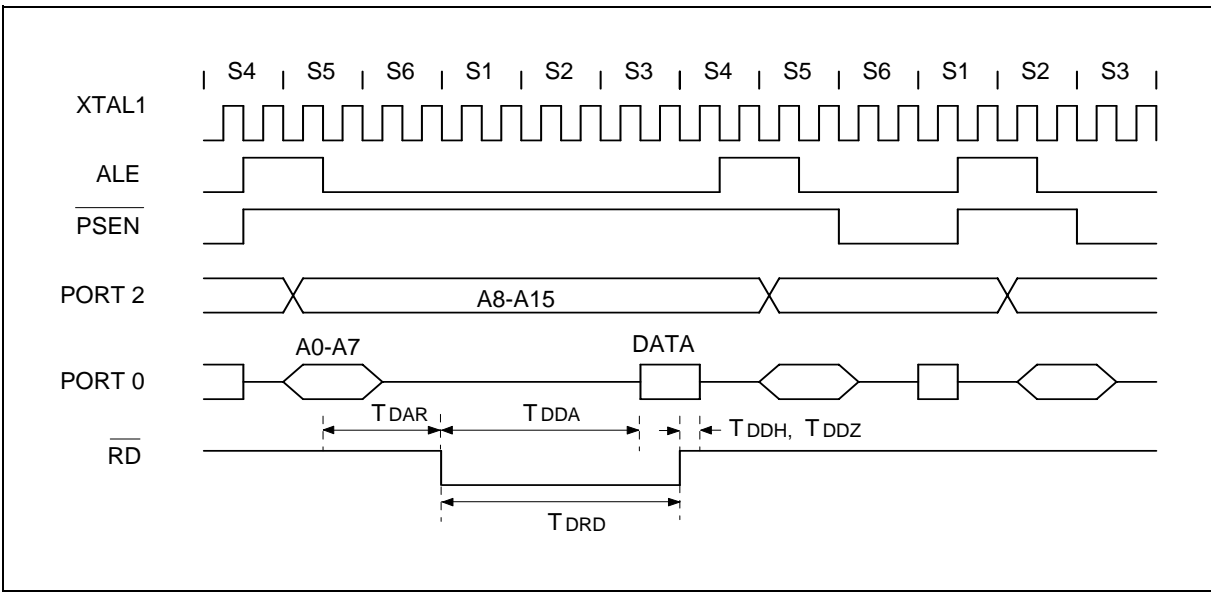 S4 S5 S6 S1 S2 S3 S4 S5 S6 S1 S2 S3
XTAL1
ALE
PSEN
PORT 2
A8-A15
A0-A7 DATA
PORT 0
TDAR TDDA TDDH, TDDZ
RD
TDRD